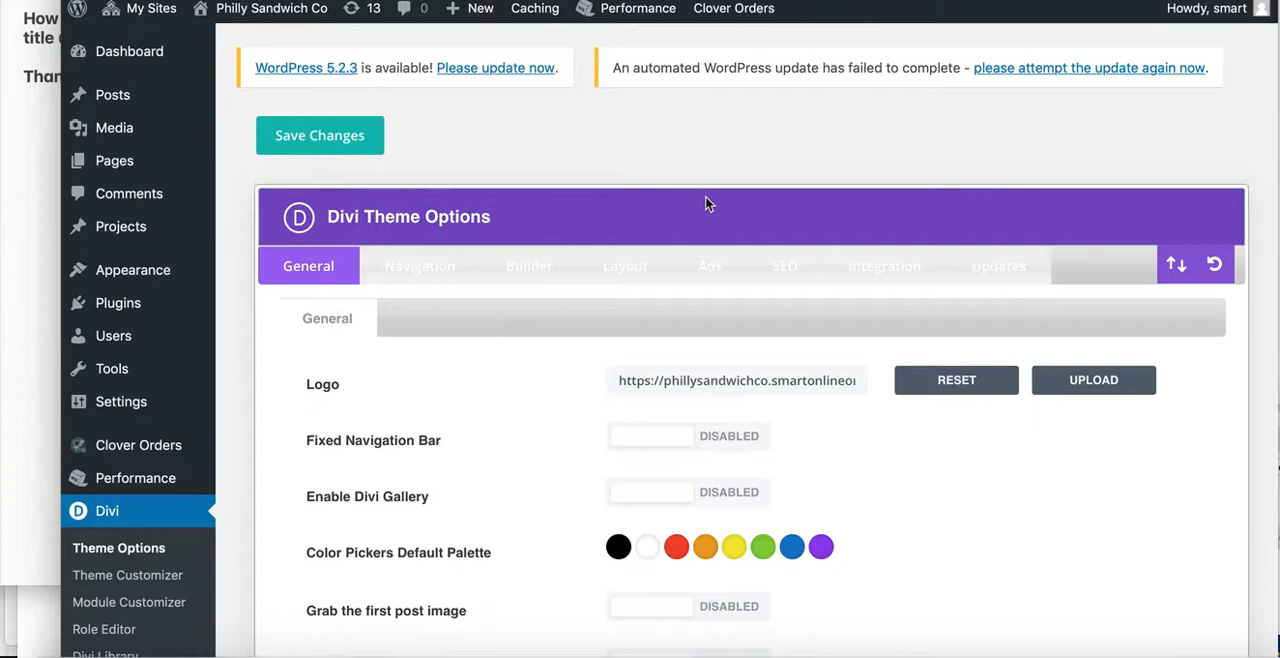 How
title
Than
My Sites
Philly Sandwich Co
13
0
New
Caching
Performance
Clover Orders
Howdy, smart
Dashboard
Posts
Media
Pages
Comments
Projects
Appearance
Plugins
Users
Tools
Settings
Clover Orders
Performance
Divi
Theme Options
Theme Customizer
Module Customizer
Role Editor
Divi Library
WordPress 5.2.3 is available! Please update now.
An automated WordPress update has failed to complete - please attempt the update again now.
Save Changes
D Divi Theme Options
General
Navigation
Builder
Layout
Ads
SEO
Integration
Updates
General
Logo
https://phillysandwichco.smartonlineor
RESET
UPLOAD
Fixed Navigation Bar
DISABLED
Enable Divi Gallery
DISABLED
Color Pickers Default Palette
Grab the first post image
DISABLED